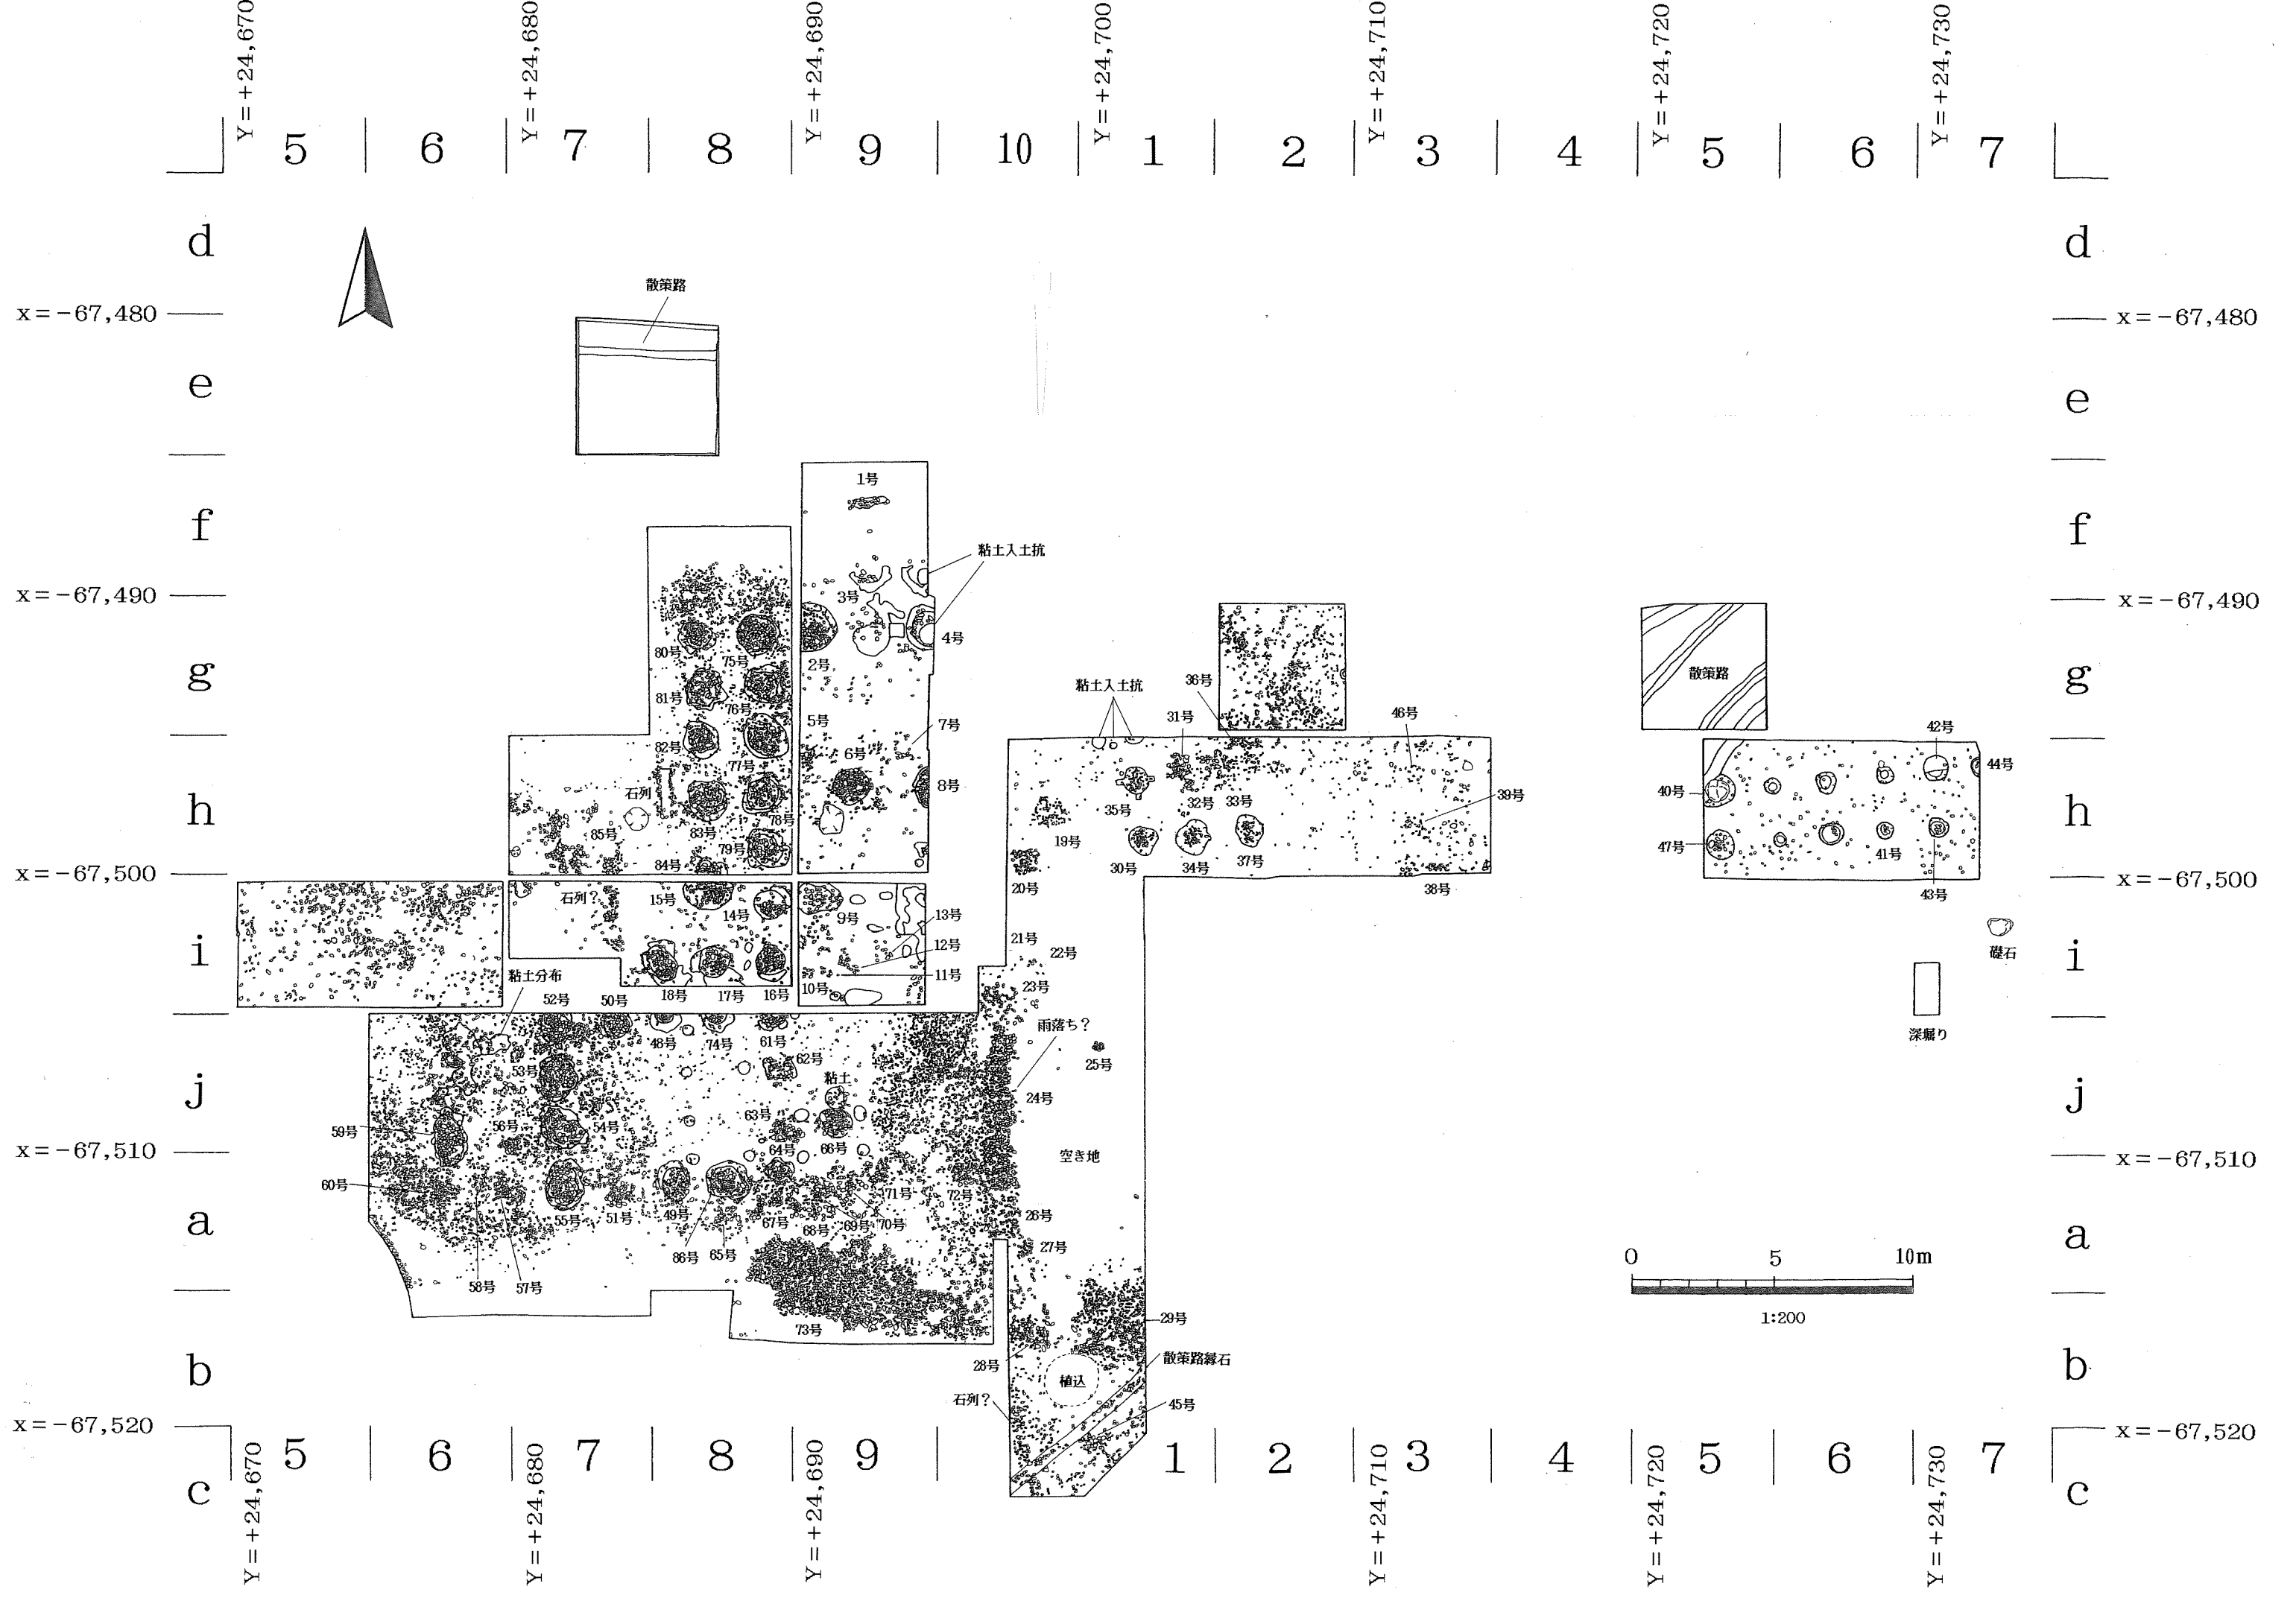 Y=+24,670
Y=+24,680
Y=+24,690
Y=+24,700
Y=+24,710
Y=+24,720
Y=+24,730
5 6 7 8 9 10 1 2 3 4 5 6 7
d d
散策路
x=-67,480 x=-67,480
e e
1号
f f
粘土入土抗
x=-67,490 x=-67,490
3号
4号
80号 75号 2号
g g
散策路
粘土入土抗 36号
81号 76号
31号 46号
5号 7号 42号
82号 77号 6号
44号
8号 40号
石列 39号
h h
85号 83号 78号 35号 32号 33号
79号 19号 47号 41号
84号 30号 34号 37号
x=-67,500 x=-67,500
20号 38号 43号
石列? 15号 14号 9号 13号
21号
12号 22号
i i
礎石
粘土分布 11号
10号 23号
52号 50号 18号 17号 16号
雨落ち?
深堀り
48号 74号 61号
62号 25号
53号 粘土
j j
24号
63号
59号 56号 54号 64号 66号
x=-67,510 x=-67,510
空き地
60号 71号 72号
55号 51号 49号 67号 68号 69号 70号 26号
a a
86号 65号 27号
0 5 10m
58号 57号
1:200
73号 29号
28号 散策路縁石
b b
植込
石列? 45号
x=-67,520 x=-67,520
5 6 7 8 9 1 2 3 4 5 6 7
c c
Y=+24,670
Y=+24,680
Y=+24,690
Y=+24,710
Y=+24,720
Y=+24,730